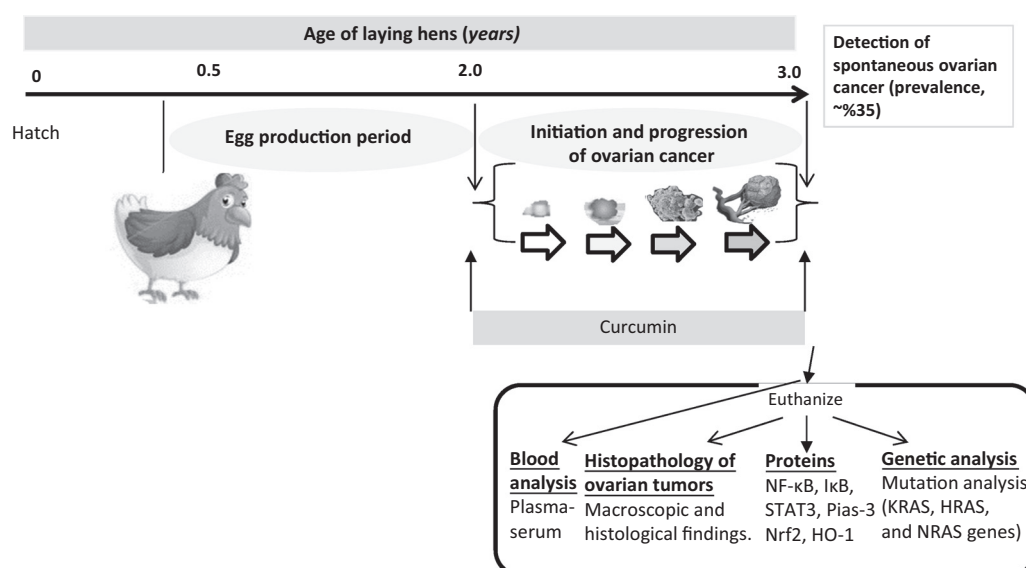 Age of laying hens (years)
0
0.5
2.0
3.0
Detection of
spontaneous ovarian
cancer (prevalence,
~%35)
Hatch
Egg production period
Initiation and progression
of ovarian cancer
Curcumin
Euthanize
Blood
analysis
Plasma-
serum
Histopathology of
ovarian tumors
Macroscopic and
histological findings.
Proteins
NF-κB, IκB,
STAT3, Pias-3
Nrf2, HO-1
Genetic analysis
Mutation analysis
(KRAS, HRAS,
and NRAS genes)